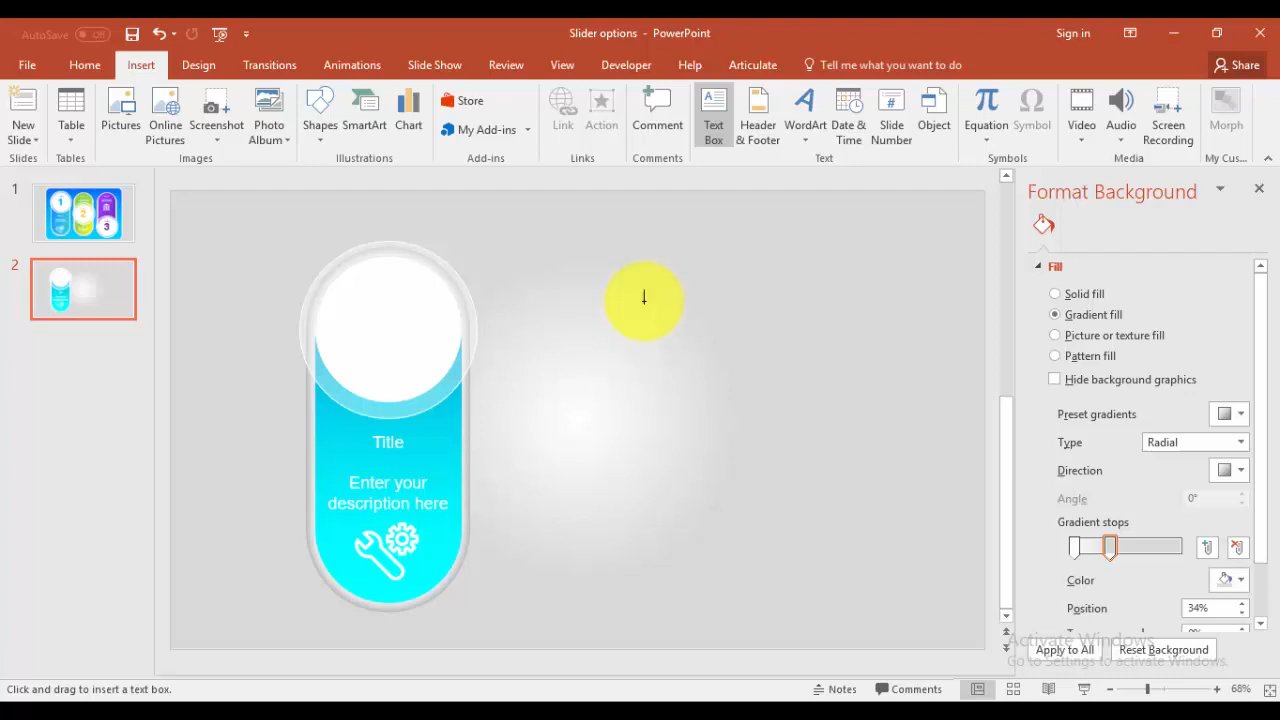 AutoSave Off
Slider options - PowerPoint
Sign in
File Home Insert Design Transitions Animations Slide Show Review View Developer Help Articulate Tell me what you want to do Share
New Slide
Table
Pictures
Online Pictures
Screenshot
Photo Album
Shapes
SmartArt
Chart
Store
My Add-ins
Link
Action
Comment
Text Box
Header & Footer
WordArt
Date & Time
Slide Number
Object
Equation
Symbol
Video
Audio
Screen Recording
Morph
Slides Tables Images Illustrations Add-ins Links Comments Text Symbols Media My Cus...
1
1
2
3
2
Title
Enter your
description here
Format Background
Fill
Solid fill
Gradient fill
Picture or texture fill
Pattern fill
Hide background graphics
Preset gradients
Type Radial
Direction
Angle 0°
Gradient stops
Color
Position 34%
Activate Windows
Go to Settings to activate Windows.
Apply to All Reset Background
Click and drag to insert a text box.
Notes Comments 68%